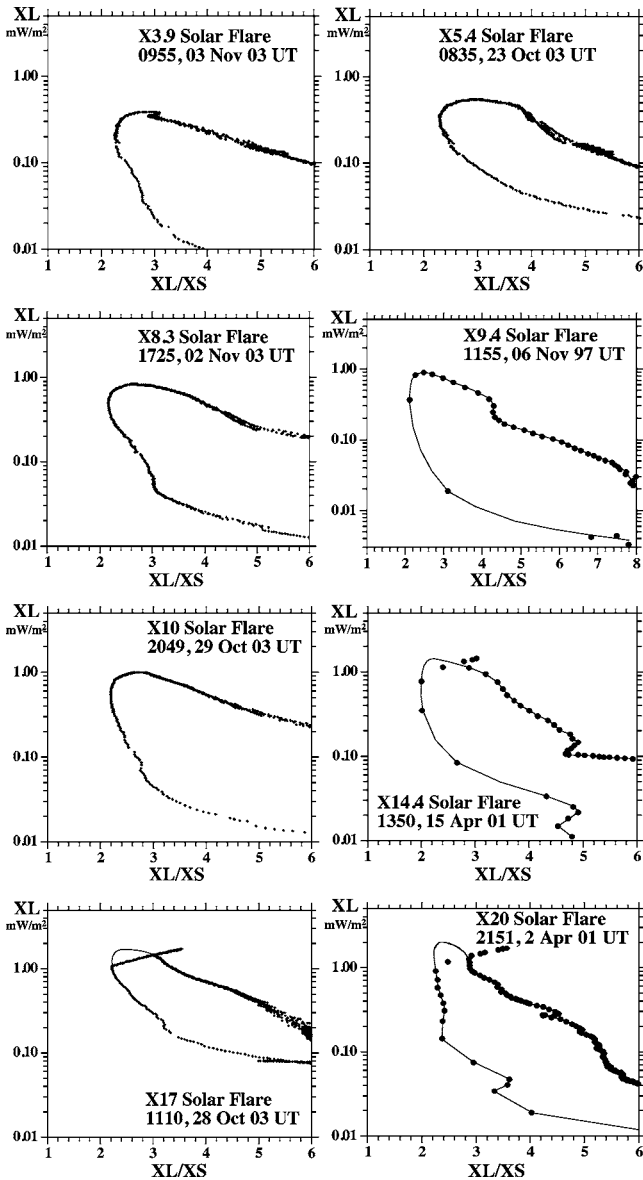 XL
mW/m²
X3.9 Solar Flare
0955, 03 Nov 03 UT
1.00
0.10
0.01
1 2 3 4 5 6
XL/XS
XL
mW/m²
X5.4 Solar Flare
0835, 23 Oct 03 UT
1.00
0.10
0.01
1 2 3 4 5 6
XL/XS
XL
mW/m²
X8.3 Solar Flare
1725, 02 Nov 03 UT
1.00
0.10
0.01
1 2 3 4 5 6
XL/XS
XL
mW/m²
X9.4 Solar Flare
1155, 06 Nov 97 UT
1.00
0.10
0.01
1 2 3 4 5 6 7 8
XL/XS
XL
mW/m²
X10 Solar Flare
2049, 29 Oct 03 UT
1.00
0.10
0.01
1 2 3 4 5 6
XL/XS
XL
mW/m²
1.00
0.10
X14.4 Solar Flare
1350, 15 Apr 01 UT
0.01
1 2 3 4 5 6
XL/XS
XL
mW/m²
1.00
0.10
X17 Solar Flare
1110, 28 Oct 03 UT
0.01
1 2 3 4 5 6
XL/XS
XL
mW/m²
X20 Solar Flare
2151, 2 Apr 01 UT
1.00
0.10
0.01
1 2 3 4 5 6
XL/XS